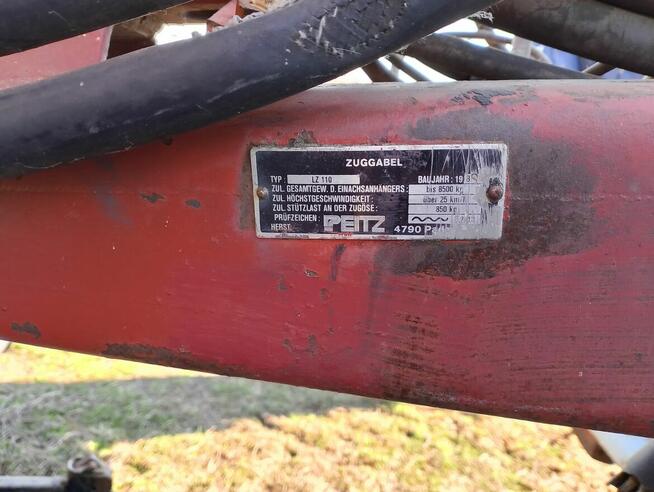 ZUGGABEL
TYP : LZ 110 BAUJAHR: 19
ZUL. GESAMTGEW. D. EINACHSANHÄNGERS: bis 8500 kg
ZUL. HÖCHSTGESCHWINDIGKEIT: über 25 km/
ZUL. STÜTZLAST AN DER ZUGÖSE: 850 kg
PRÜFZEICHEN:
HERST: PEITZ 4790